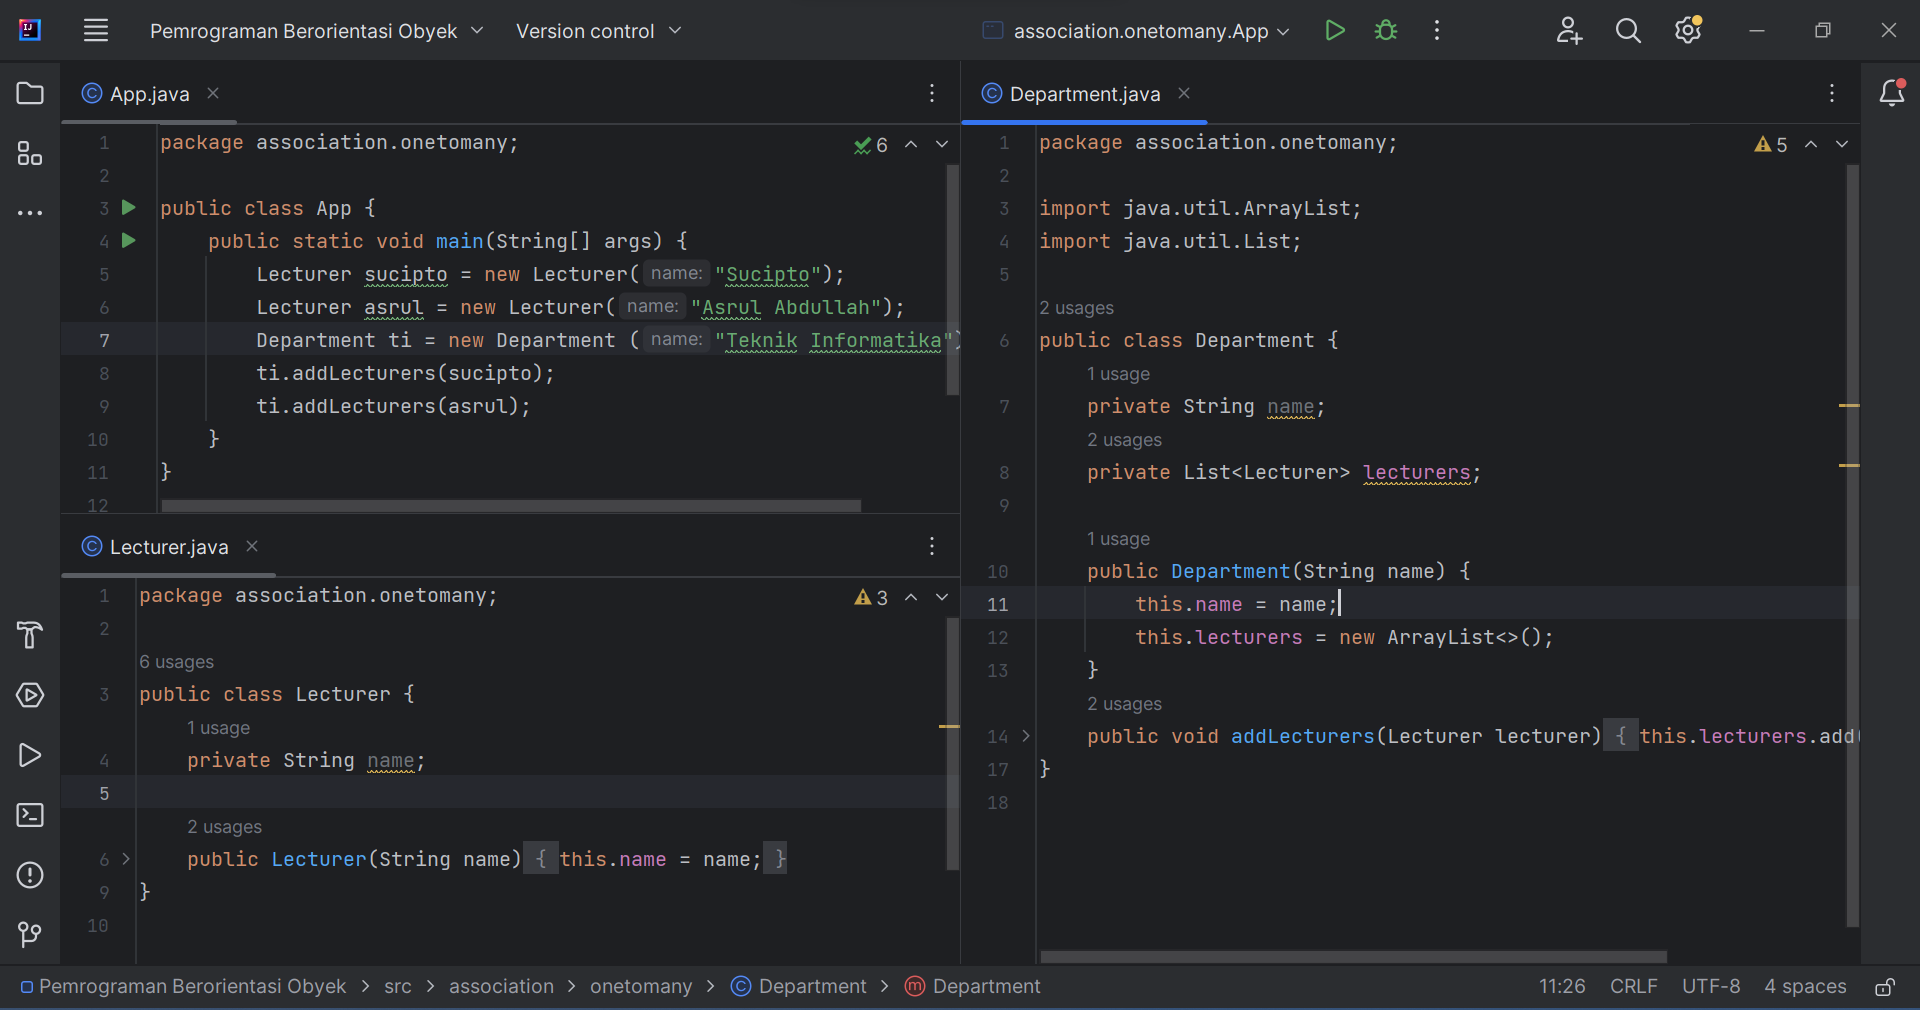 Pemrograman Berorientasi Obyek
Version control
association.onetomany.App
App.java
1 package association.onetomany;
2
3 public class App {
4 public static void main(String[] args) {
5 Lecturer sucipto = new Lecturer( name: "Sucipto");
6 Lecturer asrul = new Lecturer( name: "Asrul Abdullah");
7 Department ti = new Department ( name: "Teknik Informatika")
8 ti.addLecturers(sucipto);
9 ti.addLecturers(asrul);
10 }
11 }
12
6
Lecturer.java
1 package association.onetomany;
2
6 usages
3 public class Lecturer {
1 usage
4 private String name;
5
2 usages
6 public Lecturer(String name) { this.name = name; }
9 }
10
3
Department.java
1 package association.onetomany;
2
3 import java.util.ArrayList;
4 import java.util.List;
5
2 usages
6 public class Department {
1 usage
7 private String name;
2 usages
8 private List<Lecturer> lecturers;
9
1 usage
10 public Department(String name) {
11 this.name = name;
12 this.lecturers = new ArrayList<>();
13 }
2 usages
14 public void addLecturers(Lecturer lecturer) { this.lecturers.add(
17 }
18
5
Pemrograman Berorientasi Obyek > src > association > onetomany > Department > Department
11:26 CRLF UTF-8 4 spaces